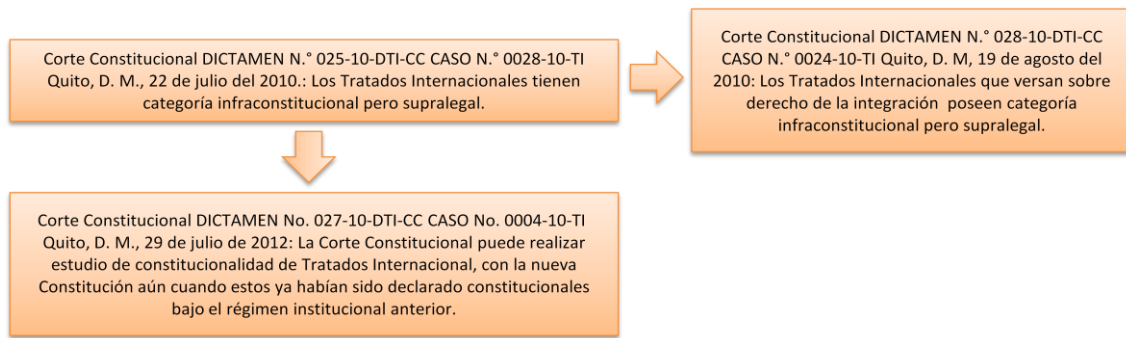 Corte Constitucional DICTAMEN N.° 025-10-DTI-CC CASO N.° 0028-10-TI
Quito, D. M., 22 de julio del 2010.: Los Tratados Internacionales tienen
categoría infraconstitucional pero supralegal.
Corte Constitucional DICTAMEN N.° 028-10-DTI-CC
CASO N.° 0024-10-TI Quito, D. M, 19 de agosto del
2010: Los Tratados Internacionales que versan sobre
derecho de la integración poseen categoría
infraconstitucional pero supralegal.
Corte Constitucional DICTAMEN No. 027-10-DTI-CC CASO No. 0004-10-TI
Quito, D. M., 29 de julio de 2012: La Corte Constitucional puede realizar
estudio de constitucionalidad de Tratados Internacional, con la nueva
Constitución aún cuando estos ya habían sido declarado constitucionales
bajo el régimen institucional anterior.